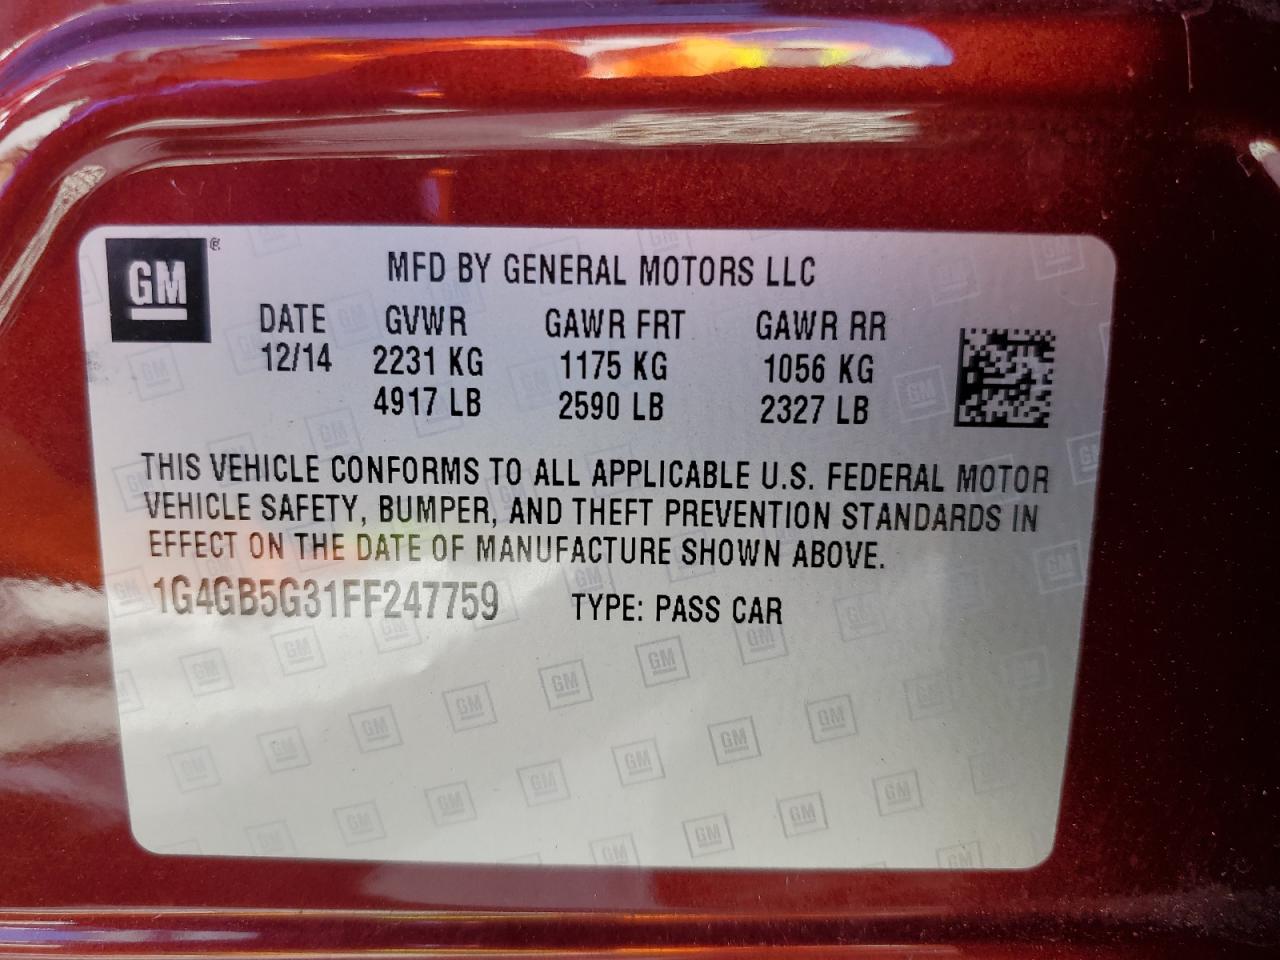 GM®
MFD BY GENERAL MOTORS LLC
DATE GVWR GAWR FRT GAWR RR
12/14 2231 KG 1175 KG 1056 KG
4917 LB 2590 LB 2327 LB
THIS VEHICLE CONFORMS TO ALL APPLICABLE U.S. FEDERAL MOTOR
VEHICLE SAFETY, BUMPER, AND THEFT PREVENTION STANDARDS IN
EFFECT ON THE DATE OF MANUFACTURE SHOWN ABOVE.
1G4GB5G31FF247759 TYPE: PASS CAR